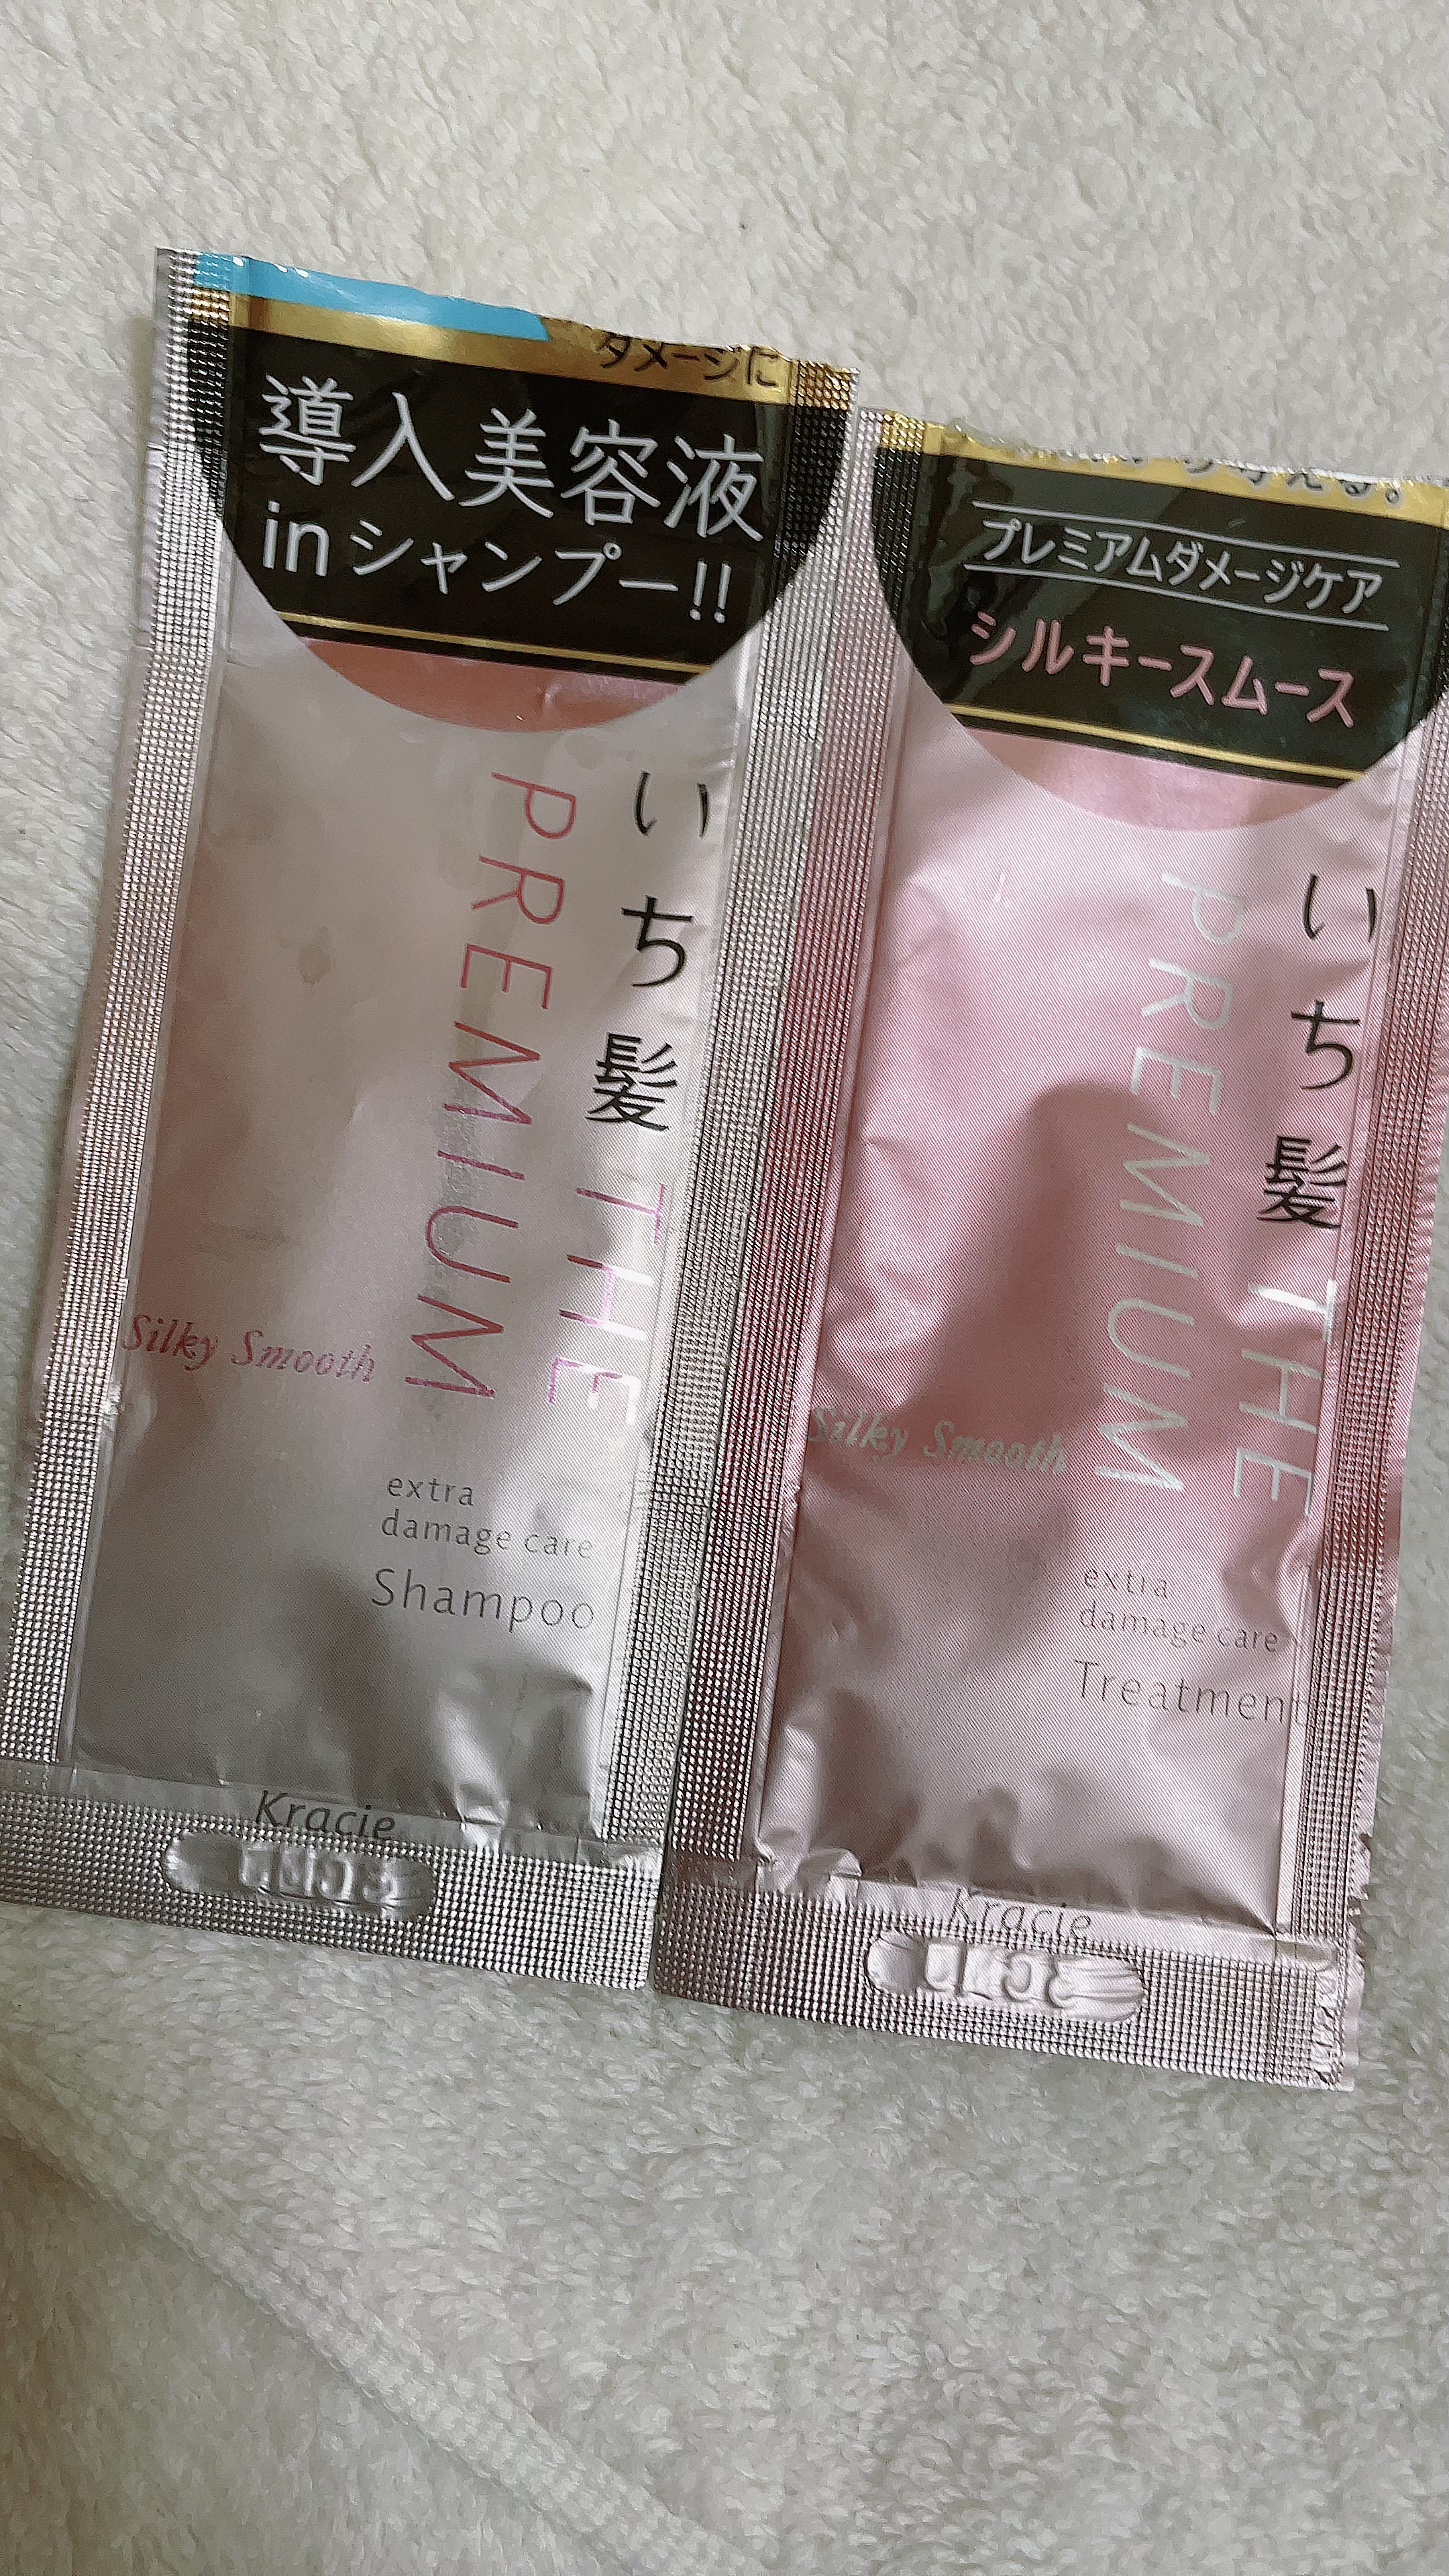 ダメージに
導入美容液
inシャンプー!!
いち髪 THE
PREMIUM
Silky Smooth
extra
damage care
Shampoo
Kracie
える。
プレミアムダメージケア
シルキースムース
いち髪 THE
PREMIUM
Silky Smooth
extra
damage care
Treatment
Kracie